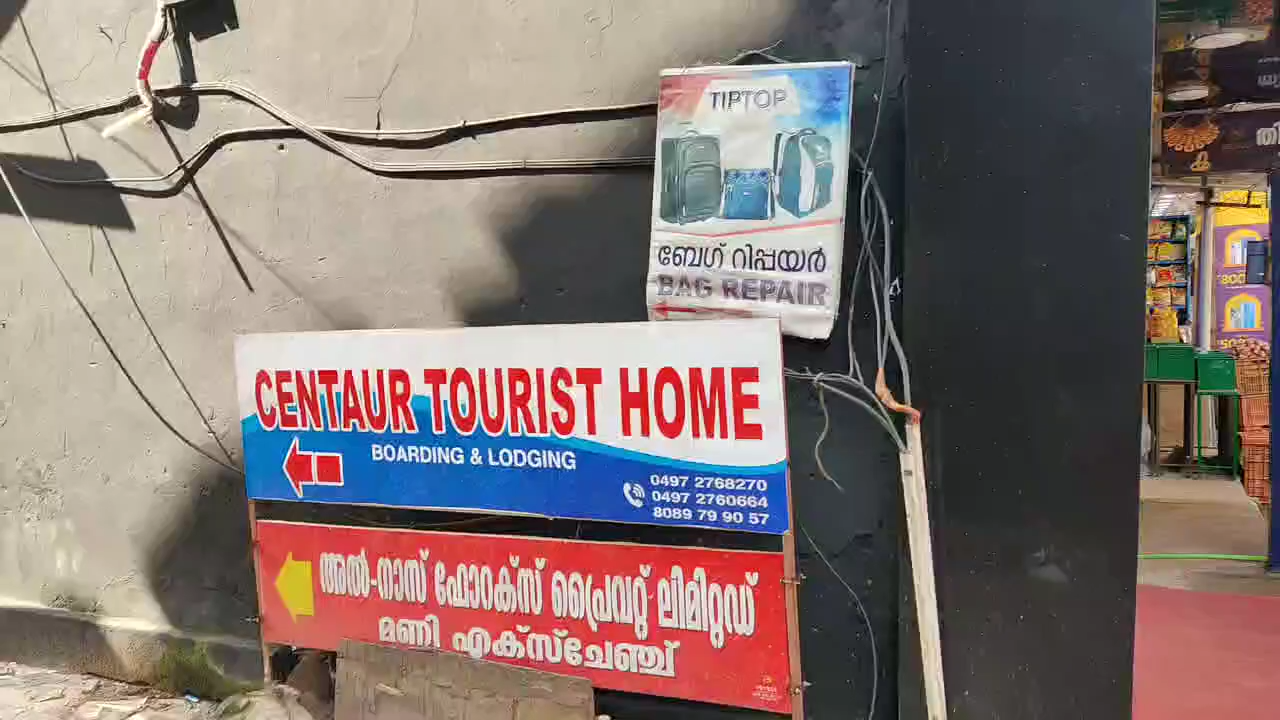 TIPTOP
ബേഗ് റിപ്പയർ
BAG REPAIR
CENTAUR TOURIST HOME
BOARDING & LODGING
0497 2768270
0497 2760664
8089 79 90 57
അൽ-നാസ് ഫോറക്സ് പ്രൈവറ്റ് ലിമിറ്റഡ്
മണി എക്സ്ചേഞ്ച്